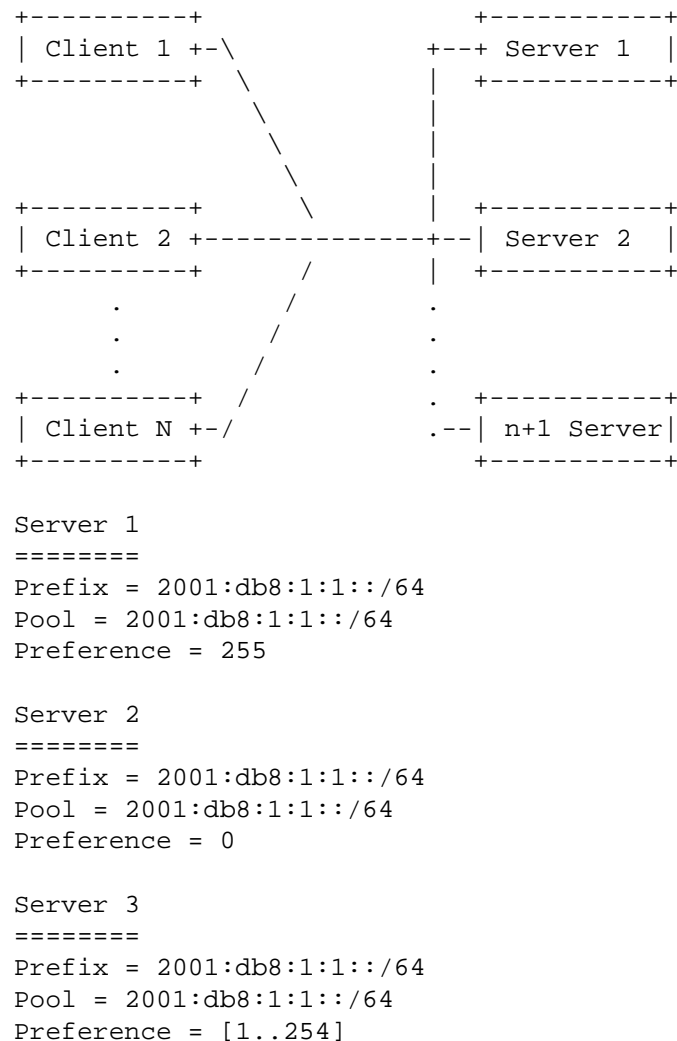 Client 1 Server 1
Client 2 Server 2
Client N n+1 Server
Server 1
========
Prefix = 2001:db8:1:1::/64
Pool = 2001:db8:1:1::/64
Preference = 255
Server 2
========
Prefix = 2001:db8:1:1::/64
Pool = 2001:db8:1:1::/64
Preference = 0
Server 3
========
Prefix = 2001:db8:1:1::/64
Pool = 2001:db8:1:1::/64
Preference = [1..254]